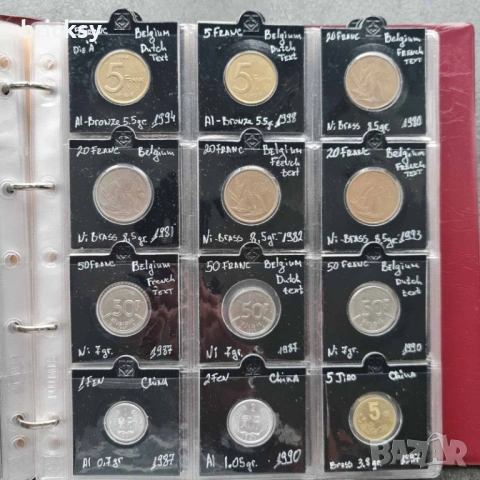 bricksy
5 FRANC Belgium
Die A Dutch
Text
5
Al-Bronze 5.5gr. 1994
5 FRANC Belgium
Dutch
Text
5
Al-Bronze 5.5g 1998
20 FRANC Belgium
French
TEXT
Ni Brass 8.5gr. 1980
20 FRANC Belgium
Ni-Brass 8,5gr. 1981
20 FRANC Belgium
French
text
Ni-Brass 8,5gr- 1982
20 FRANC Belgium
French
TEXT
Ni-Brass 8,5gr- 1993
50 FRANC Belgium
French
TEXT
50F
Ni 7gr. 1987
50 FRANC Belgium
Dutch
text
50F
Ni 7gr. 1987
50 FRANC Belgium
Dutch
text
50F
Ni 7gr. 1990
1 FEN China
Al 0.7gr 1987
2 FEN China
Al 1.05gr. 1990
5 JIAO China
5
Brass 3.8gr.
BAZAR